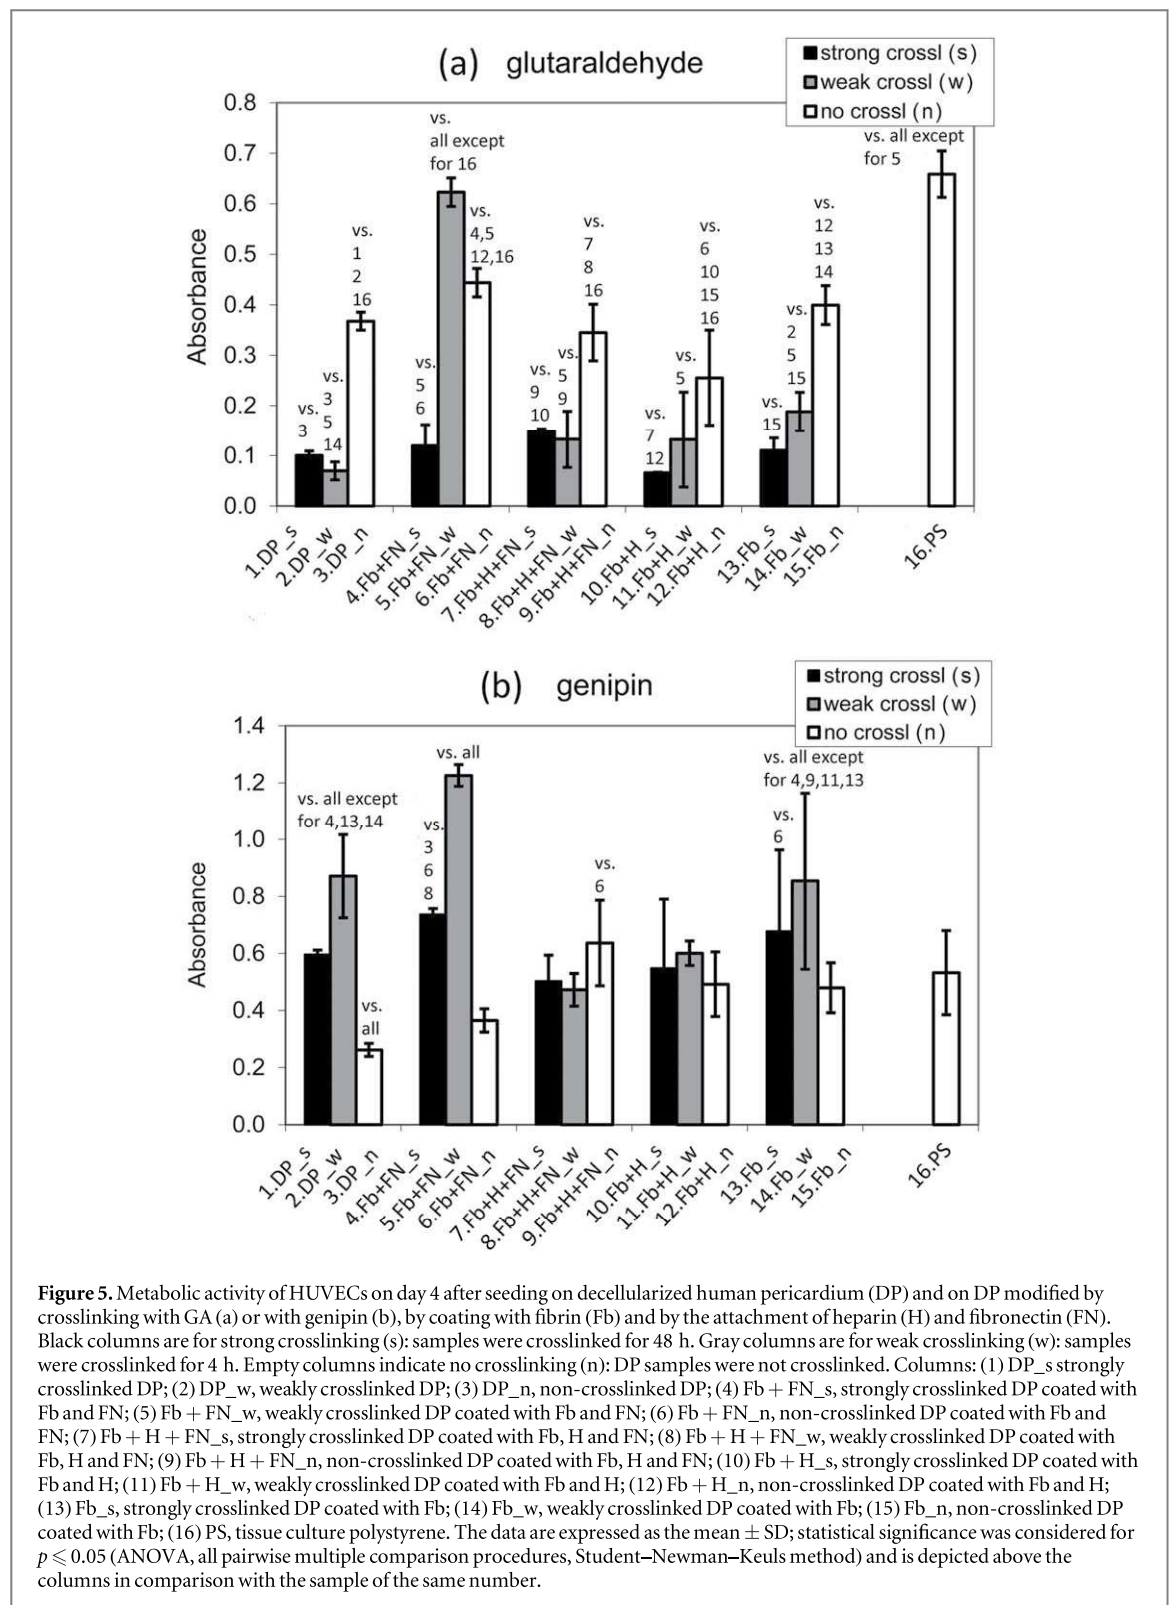 (a) glutaraldehyde
strong crossl (s)
weak crossl (w)
no crossl (n)
Absorbance
0.8
0.7
0.6
0.5
0.4
0.3
0.2
0.1
0.0
vs.
3
vs.
3
5
14
vs.
1
2
16
vs.
5
6
vs.
all except
for 16
vs.
4,5
12,16
vs.
9
10
vs.
5
9
vs.
7
8
16
vs.
7
12
vs.
5
vs.
6
10
15
16
vs.
15
vs.
2
5
15
vs.
12
13
14
vs. all except
for 5
1.DP_s
2.DP_w
3.DP_n
4.Fb+FN_s
5.Fb+FN_w
6.Fb+FN_n
7.Fb+H+FN_s
8.Fb+H+FN_w
9.Fb+H+FN_n
10.Fb+H_s
11.Fb+H_w
12.Fb+H_n
13.Fb_s
14.Fb_w
15.Fb_n
16.PS
(b) genipin
strong crossl (s)
weak crossl (w)
no crossl (n)
Absorbance
1.4
1.2
1.0
0.8
0.6
0.4
0.2
0.0
vs. all except
for 4,13,14
vs.
all
vs.
3
6
8
vs. all
vs.
6
vs.
6
vs. all except
for 4,9,11,13
1.DP_s
2.DP_w
3.DP_n
4.Fb+FN_s
5.Fb+FN_w
6.Fb+FN_n
7.Fb+H+FN_s
8.Fb+H+FN_w
9.Fb+H+FN_n
10.Fb+H_s
11.Fb+H_w
12.Fb+H_n
13.Fb_s
14.Fb_w
15.Fb_n
16.PS
Figure 5. Metabolic activity of HUVECs on day 4 after seeding on decellularized human pericardium (DP) and on DP modified by
crosslinking with GA (a) or with genipin (b), by coating with fibrin (Fb) and by the attachment of heparin (H) and fibronectin (FN).
Black columns are for strong crosslinking (s): samples were crosslinked for 48 h. Gray columns are for weak crosslinking (w): samples
were crosslinked for 4 h. Empty columns indicate no crosslinking (n): DP samples were not crosslinked. Columns: (1) DP_s strongly
crosslinked DP; (2) DP_w, weakly crosslinked DP; (3) DP_n, non-crosslinked DP; (4) Fb + FN_s, strongly crosslinked DP coated with
Fb and FN; (5) Fb + FN_w, weakly crosslinked DP coated with Fb and FN; (6) Fb + FN_n, non-crosslinked DP coated with Fb and
FN; (7) Fb + H + FN_s, strongly crosslinked DP coated with Fb, H and FN; (8) Fb + H + FN_w, weakly crosslinked DP coated with
Fb, H and FN; (9) Fb + H + FN_n, non-crosslinked DP coated with Fb, H and FN; (10) Fb + H_s, strongly crosslinked DP coated with
Fb and H; (11) Fb + H_w, weakly crosslinked DP coated with Fb and H; (12) Fb + H_n, non-crosslinked DP coated with Fb and H;
(13) Fb_s, strongly crosslinked DP coated with Fb; (14) Fb_w, weakly crosslinked DP coated with Fb; (15) Fb_n, non-crosslinked DP
coated with Fb; (16) PS, tissue culture polystyrene. The data are expressed as the mean ± SD; statistical significance was considered for
p ⩽ 0.05 (ANOVA, all pairwise multiple comparison procedures, Student–Newman–Keuls method) and is depicted above the
columns in comparison with the sample of the same number.